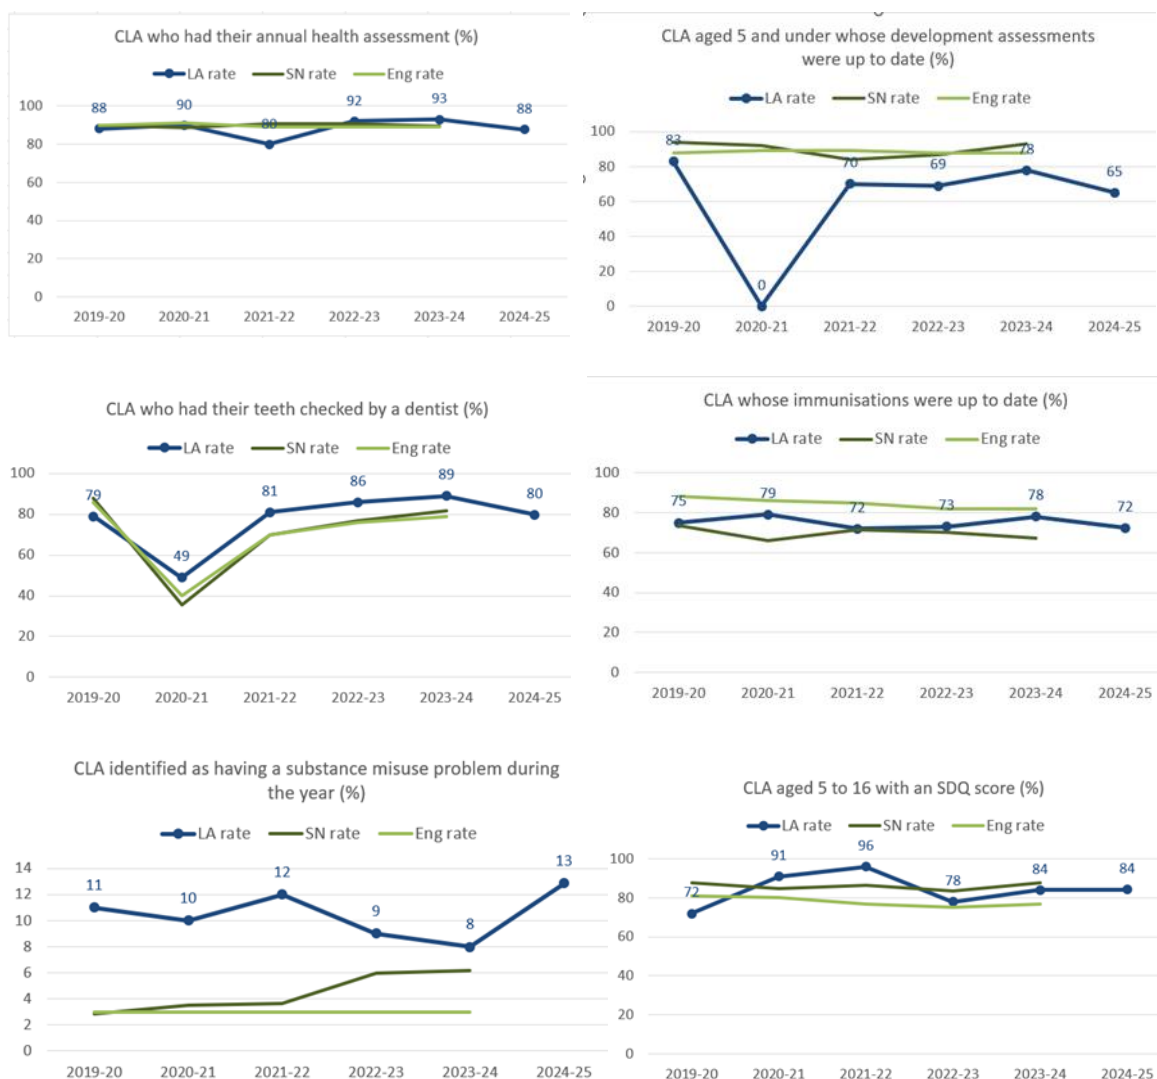 CLA who had their annual health assessment (%)
LA rate SN rate Eng rate
100
80
60
40
20
0
88 90 80 92 93 88
2019-20 2020-21 2021-22 2022-23 2023-24 2024-25
CLA aged 5 and under whose development assessments
were up to date (%)
LA rate SN rate Eng rate
100
80
60
40
20
0
83 0 70 69 78 65
2019-20 2020-21 2021-22 2022-23 2023-24 2024-25
CLA who had their teeth checked by a dentist (%)
LA rate SN rate Eng rate
100
80
60
40
20
0
79 49 81 86 89 80
2019-20 2020-21 2021-22 2022-23 2023-24 2024-25
CLA whose immunisations were up to date (%)
LA rate SN rate Eng rate
100
80
60
40
20
0
75 79 72 73 78 72
2019-20 2020-21 2021-22 2022-23 2023-24 2024-25
CLA identified as having a substance misuse problem during
the year (%)
LA rate SN rate Eng rate
14
12
10
8
6
4
2
0
11 10 12 9 8 13
2019-20 2020-21 2021-22 2022-23 2023-24 2024-25
CLA aged 5 to 16 with an SDQ score (%)
LA rate SN rate Eng rate
100
80
60
40
20
0
72 91 96 78 84 84
2019-20 2020-21 2021-22 2022-23 2023-24 2024-25